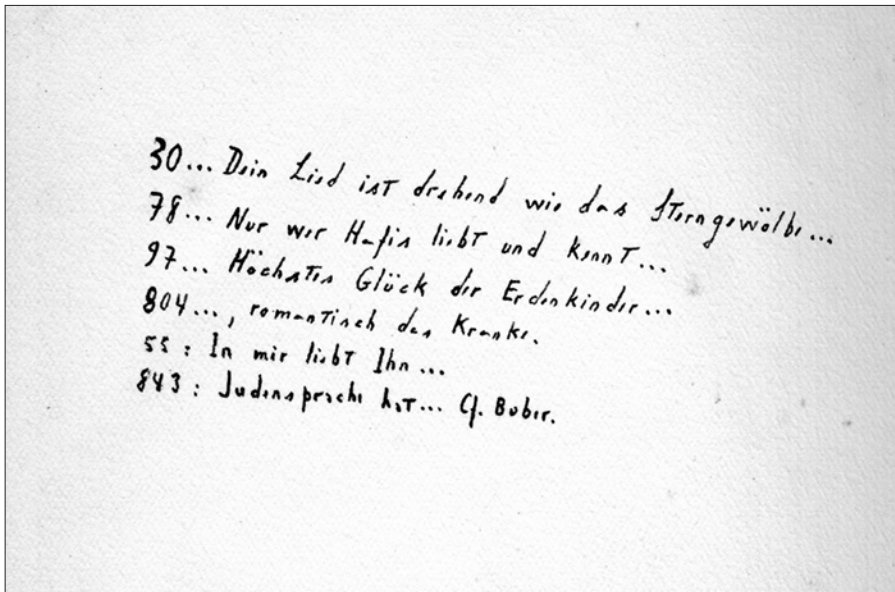 30... Dein Lied ist drehend wie das Sterngewölbe...
78... Nur wer Hafis liebt und kennt...
97... Höchstes Glück der Erdenkinder...
804..., romantisch das Kranke.
55: In mir liebt Ihn...
843: Judensprache hat... Cf. Buber.